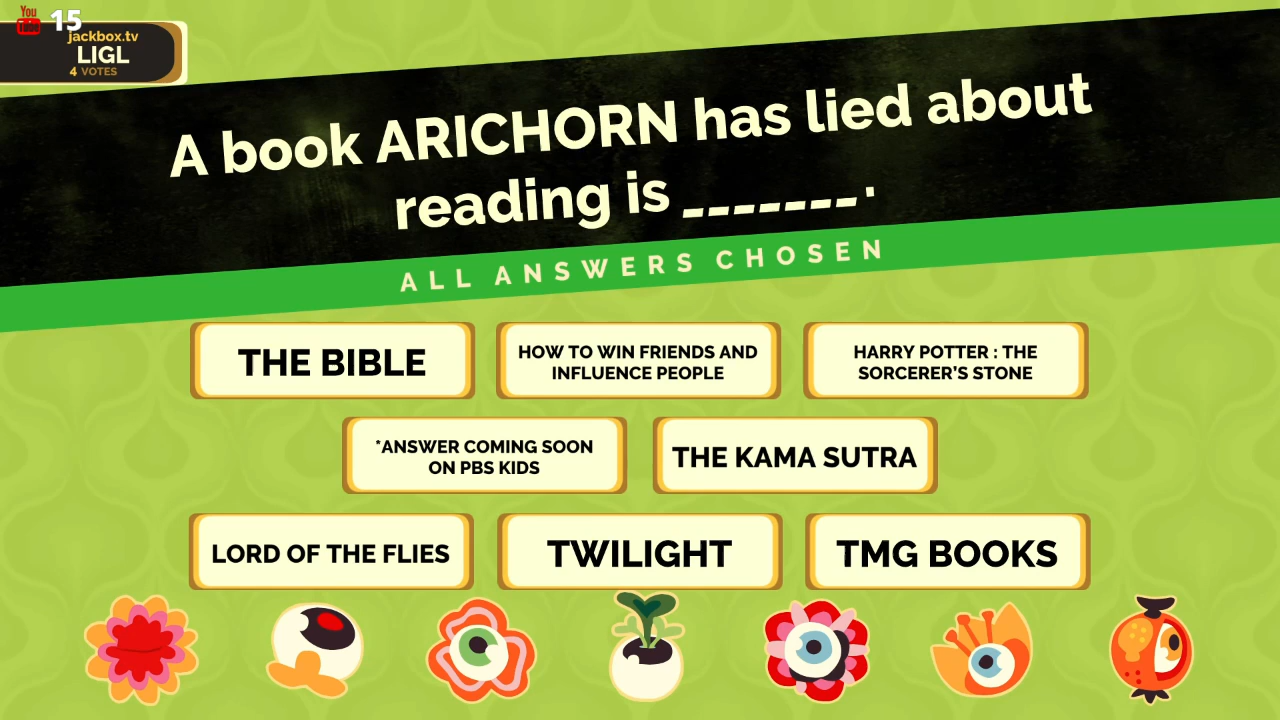 You
Tube
15
jackbox.tv
LIGL
4 VOTES
A book ARICHORN has lied about
reading is _______.
ALL ANSWERS CHOSEN
THE BIBLE
HOW TO WIN FRIENDS AND
INFLUENCE PEOPLE
HARRY POTTER : THE
SORCERER'S STONE
*ANSWER COMING SOON
ON PBS KIDS
THE KAMA SUTRA
LORD OF THE FLIES
TWILIGHT
TMG BOOKS